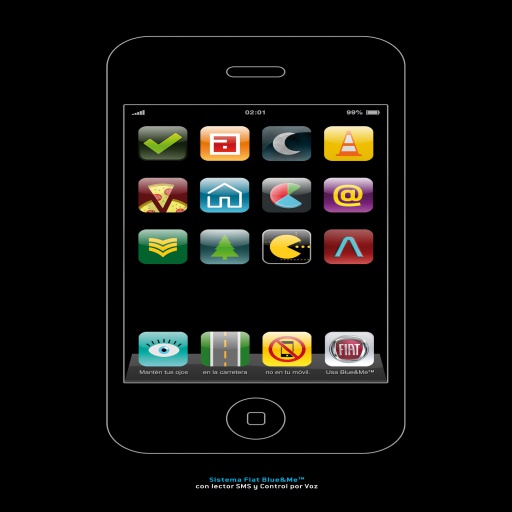 02:01 99%
a
@
FIAT
Mantén tus ojos en la carretera no en tu móvil. Usa Blue&Me™
Sistema Fiat Blue&Me™
con lector SMS y Control por Voz